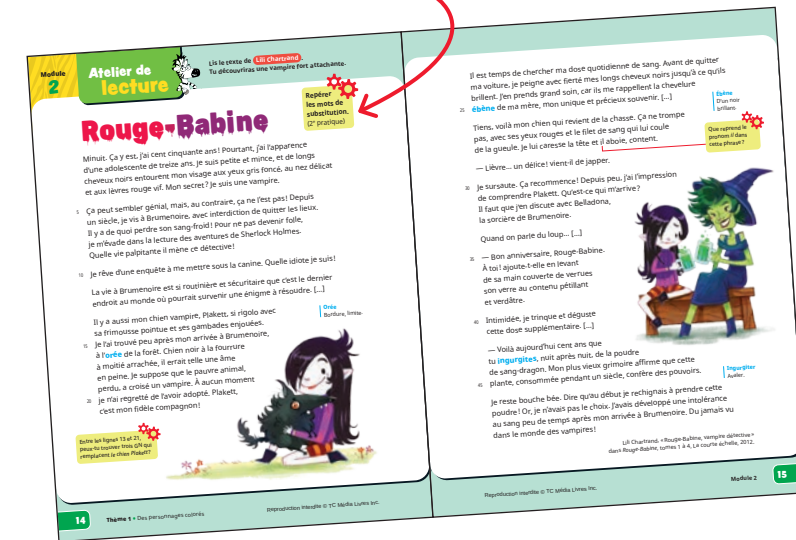 Module
2
Atelier de
lecture
Lis le texte de Lili Chartrand.
Tu découvriras une vampire fort attachante.
Repérer
les mots de
substitution.
(2e pratique)
Rouge-Babine
Minuit. Ça y est, j'ai cent cinquante ans ! Pourtant, j'ai l'apparence
d'une adolescente de treize ans. Je suis petite et mince, et de longs
cheveux noirs entourent mon visage aux yeux gris foncé, au nez délicat
et aux lèvres rouge vif. Mon secret ? Je suis une vampire.
5 Ça peut sembler génial, mais, au contraire, ça ne l'est pas ! Depuis
un siècle, je vis à Brumenoire, avec interdiction de quitter les lieux.
Il y a de quoi perdre son sang-froid ! Pour ne pas devenir folle,
je m'évade dans la lecture des aventures de Sherlock Holmes.
Quelle vie palpitante il mène ce détective !
10 Je rêve d'une enquête à me mettre sous la canine. Quelle idiote je suis !
La vie à Brumenoire est si routinière et sécuritaire que c'est le dernier
endroit au monde où pourrait survenir une énigme à résoudre. [...]
Il y a aussi mon chien vampire, Plakett, si rigolo avec
sa frimousse pointue et ses gambades enjouées.
15 Je l'ai trouvé peu après mon arrivée à Brumenoire,
à l'orée de la forêt. Chien noir à la fourrure
à moitié arrachée, il errait telle une âme
en peine. Je suppose que le pauvre animal,
perdu, a croisé un vampire. À aucun moment
20 je n'ai regretté de l'avoir adopté. Plakett,
c'est mon fidèle compagnon !
Orée
Bordure, limite.
Entre les lignes 13 et 21,
peux-tu trouver trois GN qui
remplacent le chien Plakett ?
14
Thème 1 • Des personnages colorés
Reproduction interdite © TC Média Livres Inc.
Il est temps de chercher ma dose quotidienne de sang. Avant de quitter
ma voiture, je peigne avec fierté mes longs cheveux noirs jusqu'à ce qu'ils
brillent. J'en prends grand soin, car ils me rappellent la chevelure
25 ébène de ma mère, mon unique et précieux souvenir. [...]
Ébène
D'un noir
brillant.
Tiens, voilà mon chien qui revient de la chasse. Ça ne trompe
pas, avec ses yeux rouges et le filet de sang qui lui coule
de la gueule. Je lui caresse la tête et il aboie, content.
Que reprend le
pronom il dans
cette phrase ?
— Lièvre... un délice ! vient-il de japper.
30 Je sursaute. Ça recommence ! Depuis peu, j'ai l'impression
de comprendre Plakett. Qu'est-ce qui m'arrive ?
Il faut que j'en discute avec Belladona,
la sorcière de Brumenoire.
Quand on parle du loup... [...]
35 — Bon anniversaire, Rouge-Babine.
À toi ! ajoute-t-elle en levant
de sa main couverte de verrues
son verre au contenu pétillant
et verdâtre.
40 Intimidée, je trinque et déguste
cette dose supplémentaire. [...]
— Voilà aujourd'hui cent ans que
tu ingurgites, nuit après nuit, de la poudre
de sang-dragon. Mon plus vieux grimoire affirme que cette
45 plante, consommée pendant un siècle, confère des pouvoirs.
Ingurgiter
Avaler.
Je reste bouche bée. Dire qu'au début je rechignais à prendre cette
poudre ! Or, je n'avais pas le choix. J'avais développé une intolérance
au sang peu de temps après mon arrivée à Brumenoire. Du jamais vu
dans le monde des vampires !
Lili Chartrand, « Rouge-Babine, vampire détective »
dans Rouge-Babine, tomes 1 à 4, La courte échelle, 2012.
Reproduction interdite © TC Média Livres Inc.
Module 2
15